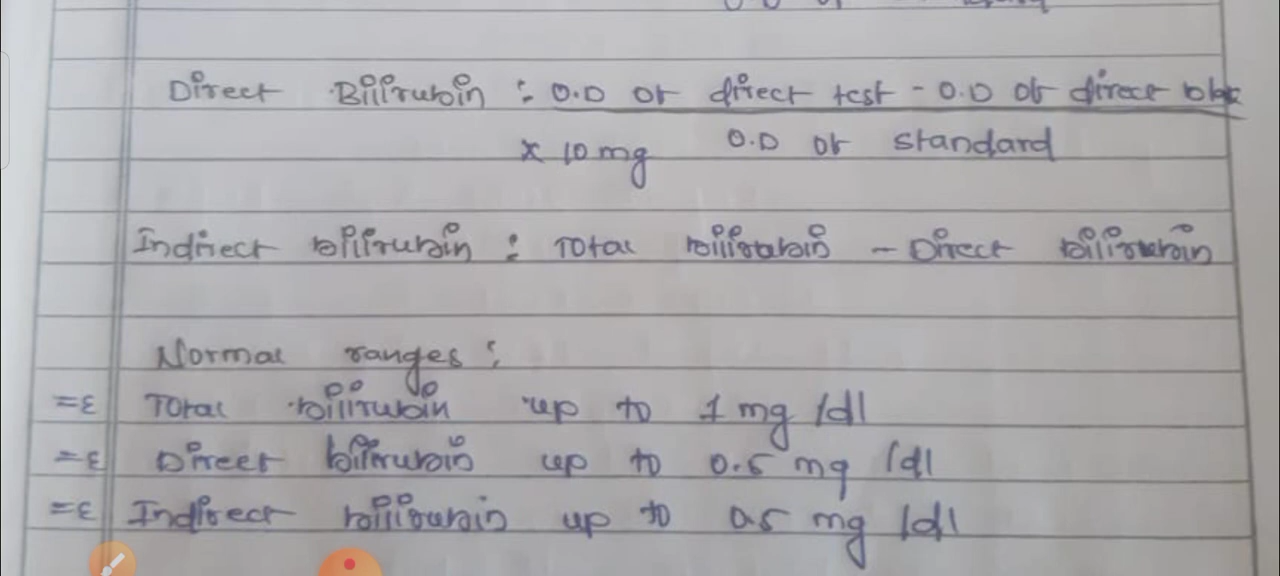 Direct Bilirubin : O.D of direct test - O.D of direct blk
x 10 mg O.D of standard
Indirect bilirubin : Total bilirubin - Direct bilirubin
Normal ranges :
=ε Total bilirubin up to 1 mg /dl
=ε Direct bilirubin up to 0.5 mg /dl
=ε Indirect bilirubin up to 0.5 mg /dl